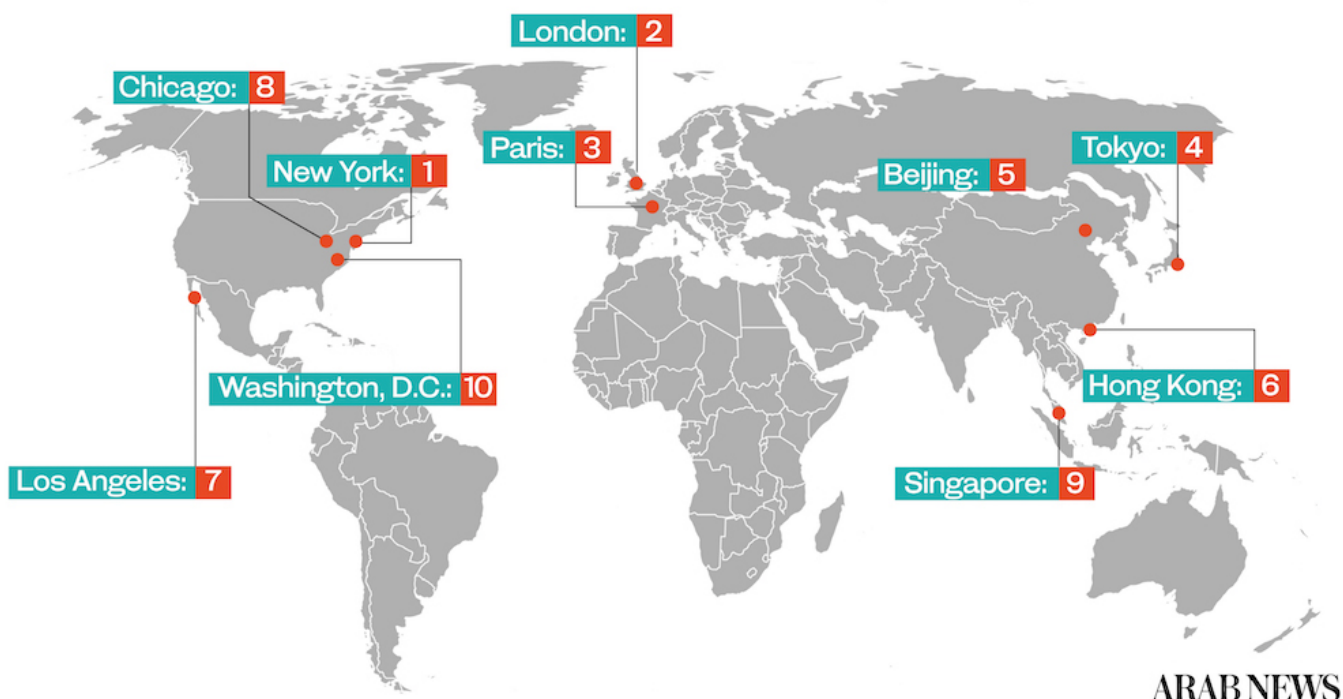 London: 2
Chicago: 8
Paris: 3
Tokyo: 4
New York: 1
Beijing: 5
Washington, D.C.: 10
Hong Kong: 6
Los Angeles: 7
Singapore: 9
ARAB NEWS